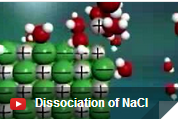 Dissociation of NaCl